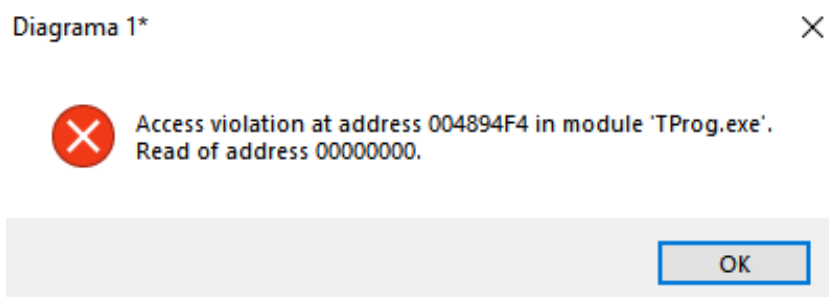 Diagrama 1*
Access violation at address 004894F4 in module 'TProg.exe'.
Read of address 00000000.
OK